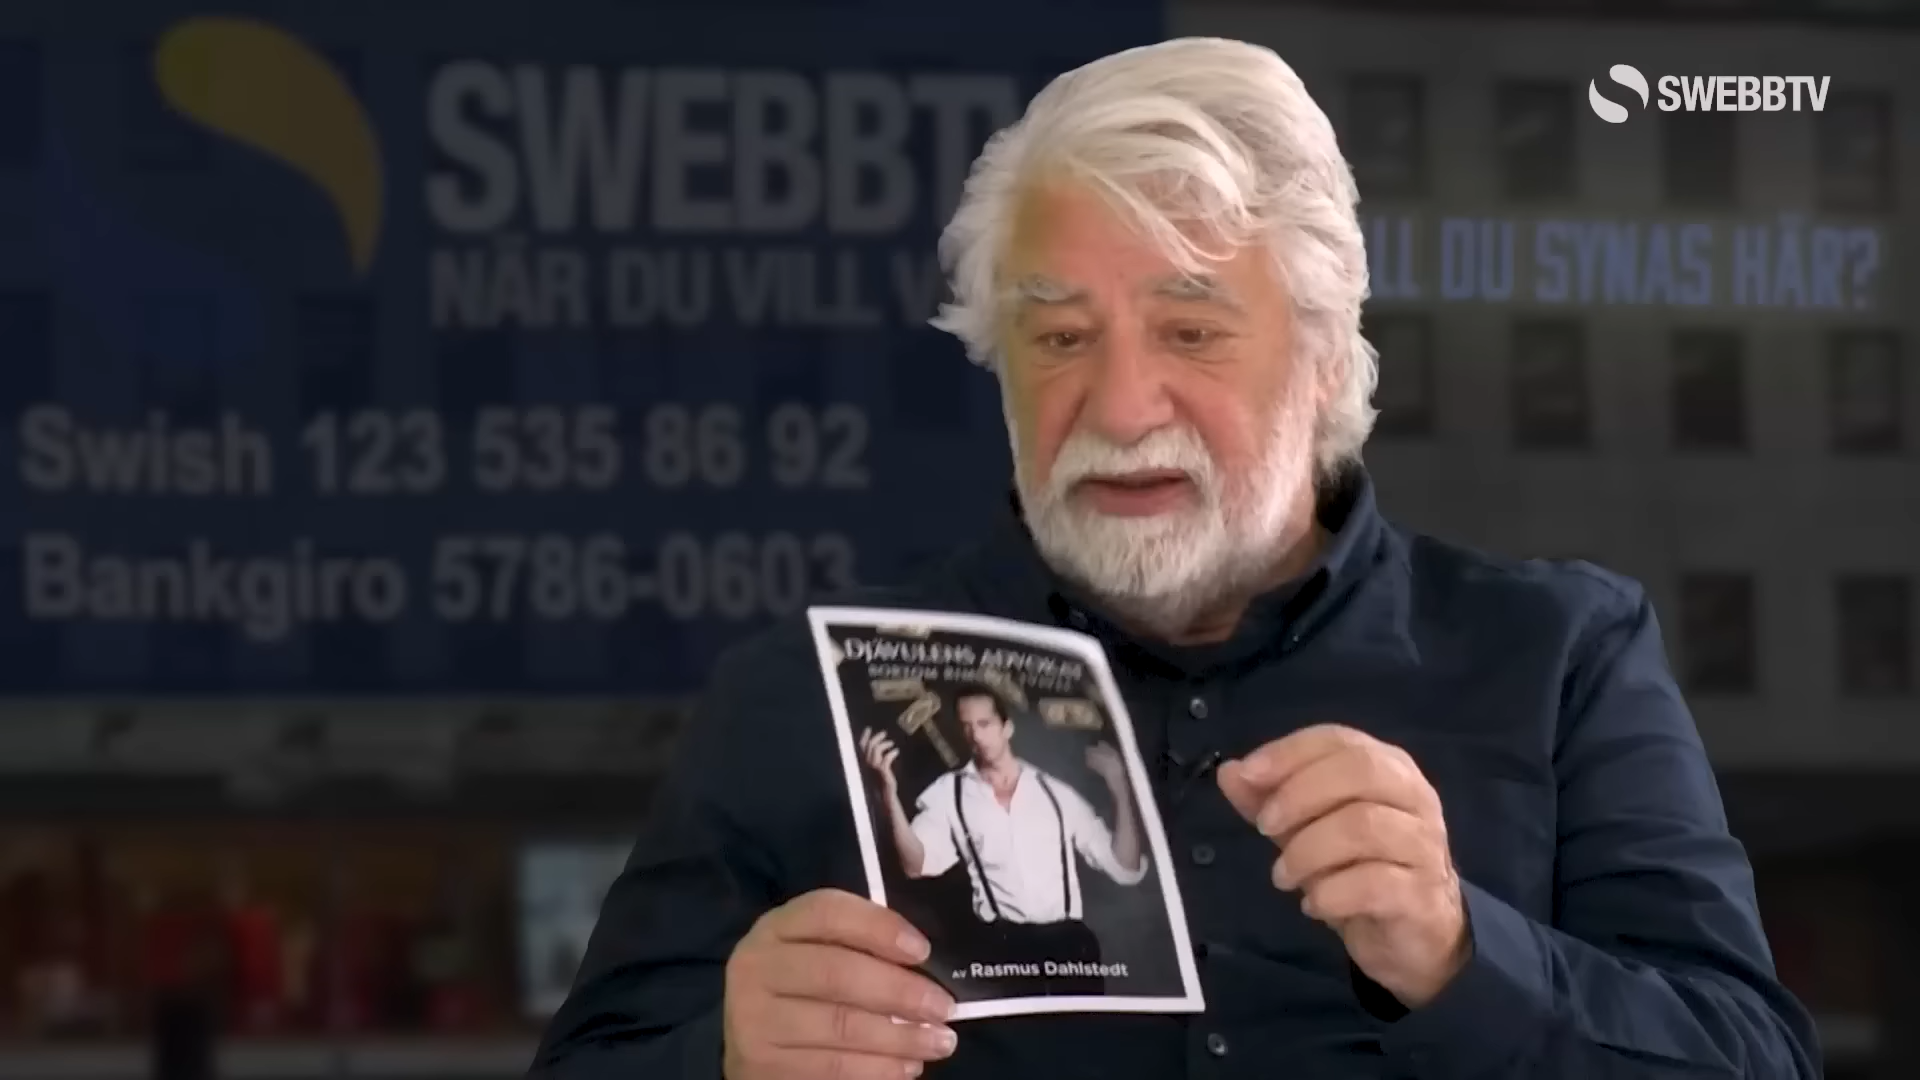 SWEBBTV
SWEBBTV
NÄR DU VILL V
LL DU SYNAS HÄR?
Swish 123 535 86 92
Bankgiro 5786-0603
DJÄVULENS ADVOKAT
BORTOM
AV Rasmus Dahlstedt